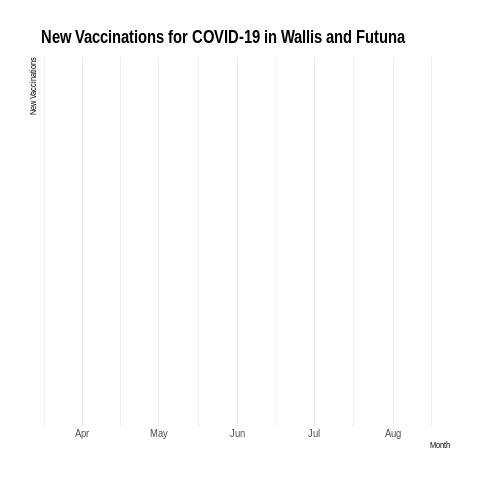 New Vaccinations for COVID-19 in Wallis and Futuna
New Vaccinations
Apr May Jun Jul Aug
Month